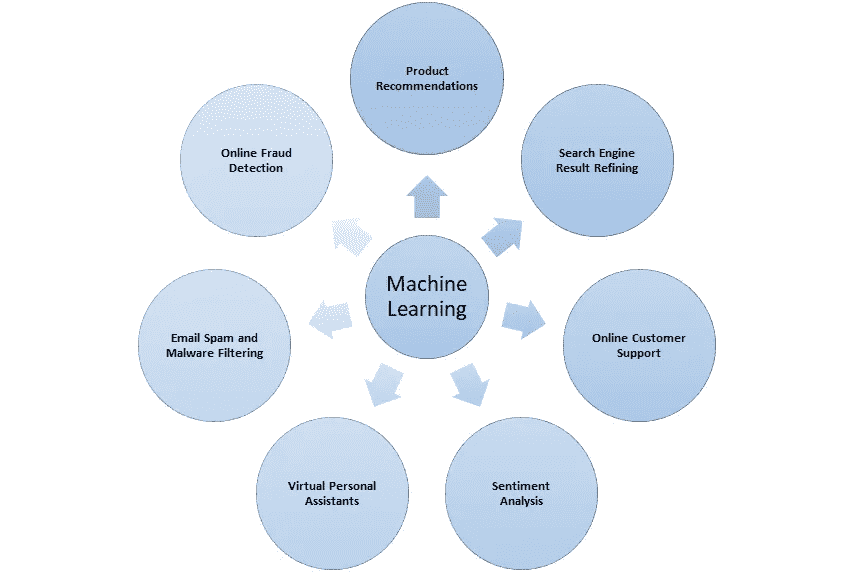 Product
Recommendations
Search Engine
Result Refining
Online Customer
Support
Sentiment
Analysis
Virtual Personal
Assistants
Email Spam and
Malware Filtering
Online Fraud
Detection
Machine
Learning